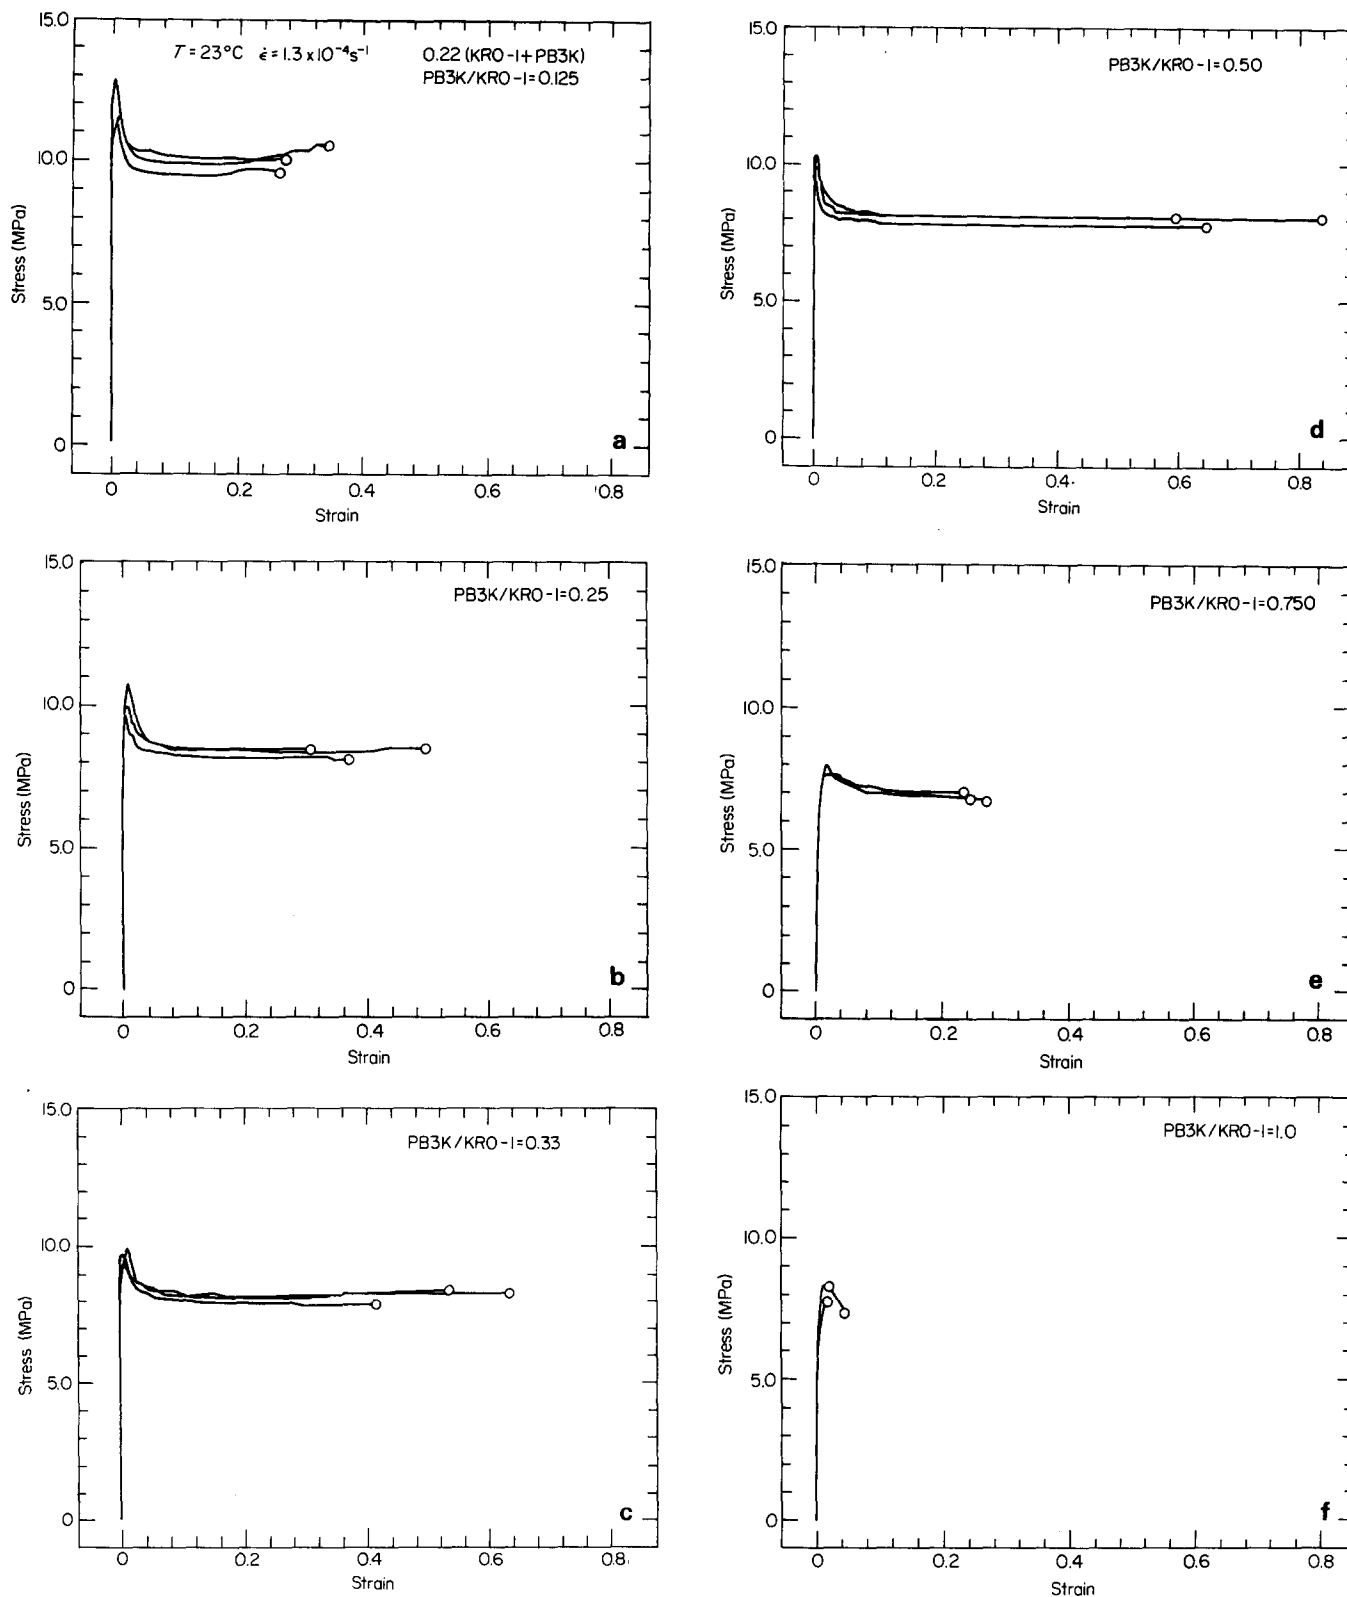 15.0
T = 23°C ε̇ = 1.3 x 10⁻⁴ s⁻¹
0.22 (KRO-1+PB3K)
PB3K/KRO-1=0.125
10.0
5.0
0
Stress (MPa)
a
0 0.2 0.4 0.6 0.8
Strain
15.0
PB3K/KRO-1=0.25
10.0
5.0
0
Stress (MPa)
b
0 0.2 0.4 0.6 0.8
Strain
15.0
PB3K/KRO-1=0.33
10.0
5.0
0
Stress (MPa)
c
0 0.2 0.4 0.6 0.8
Strain
15.0
PB3K/KRO-1=0.50
10.0
5.0
0
Stress (MPa)
d
0 0.2 0.4 0.6 0.8
Strain
15.0
PB3K/KRO-1=0.750
10.0
5.0
0
Stress (MPa)
e
0 0.2 0.4 0.6 0.8
Strain
15.0
PB3K/KRO-1=1.0
10.0
5.0
0
Stress (MPa)
f
0 0.2 0.4 0.6 0.8
Strain